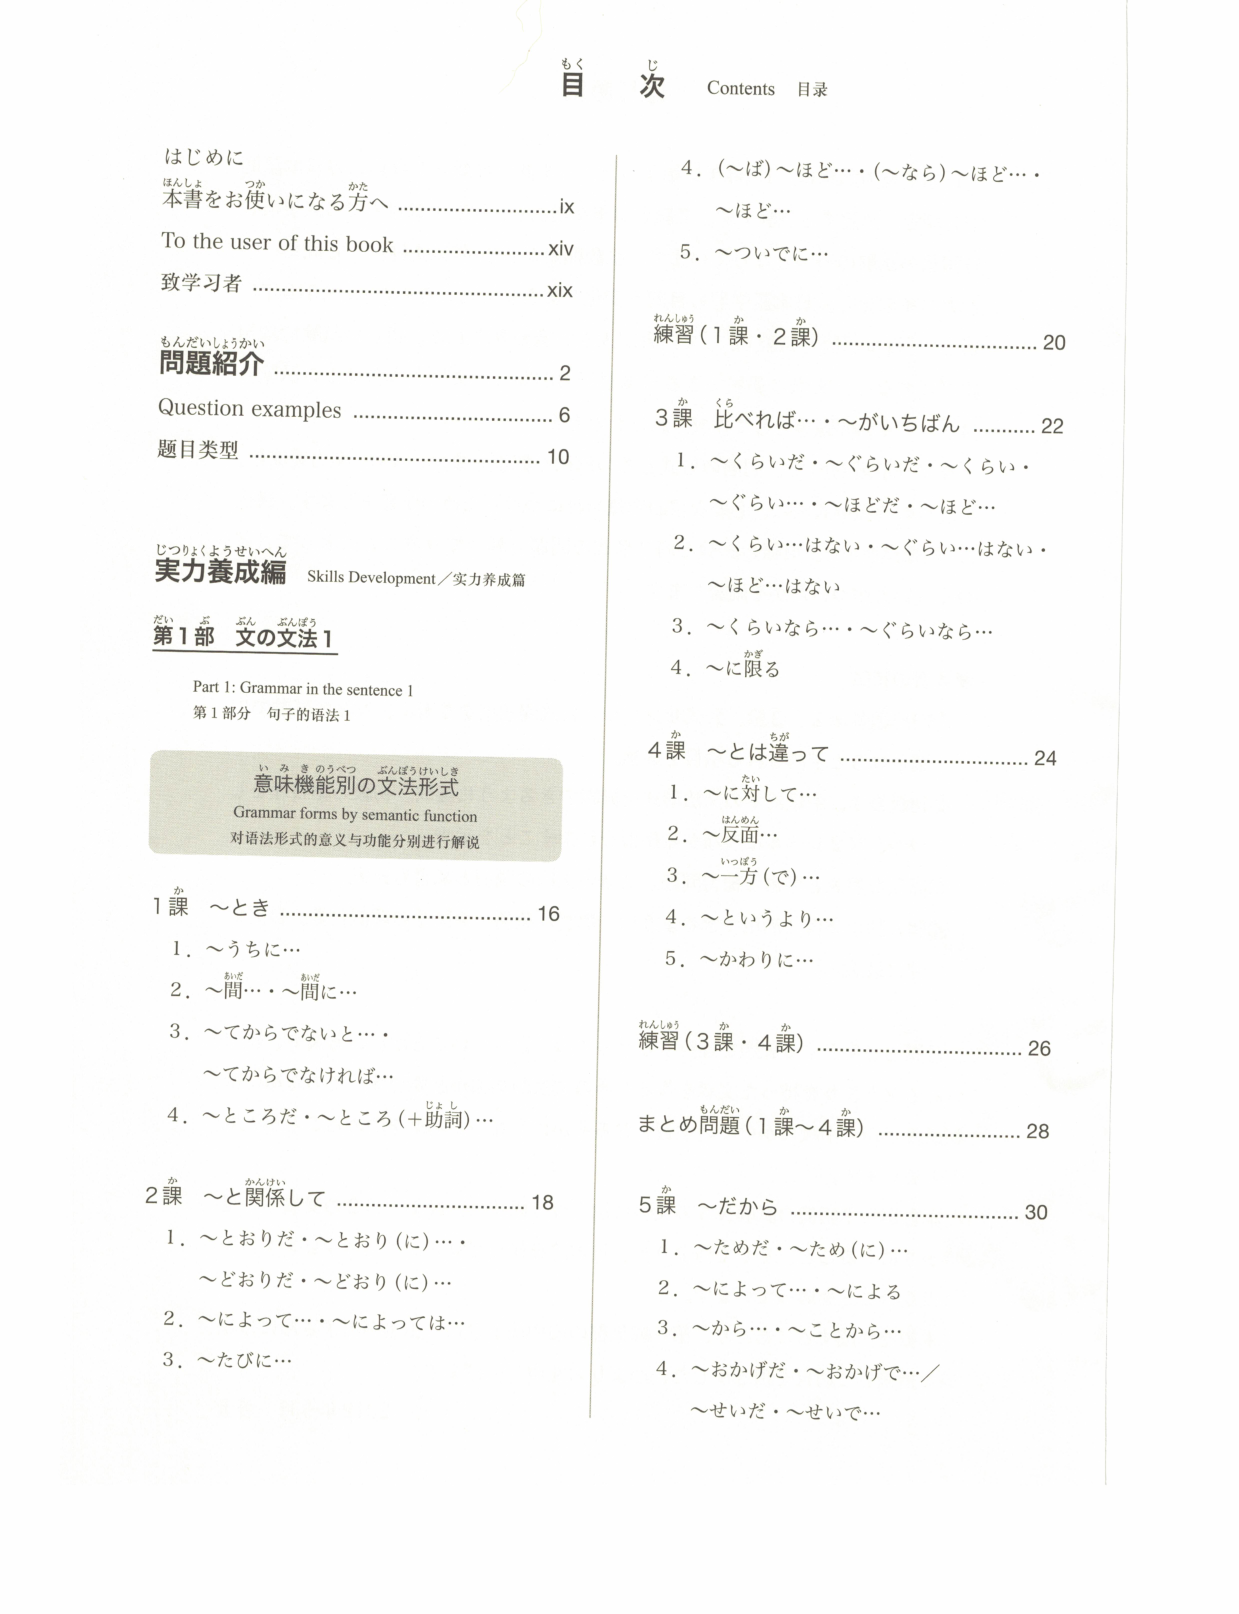 目 次 Contents 目录
はじめに
本書をお使いになる方へ ............................ix
To the user of this book .........................xiv
致学习者 ...................................................xix
問題紹介 ................................................. 2
Question examples ................................... 6
题目类型 ................................................... 10
実力養成編 Skills Development／实力养成篇
第1部 文の文法1
Part 1: Grammar in the sentence 1
第1部分 句子的语法1
意味機能別の文法形式
Grammar forms by semantic function
对语法形式的意义与功能分别进行解说
1課 〜とき ............................................ 16
1．〜うちに…
2．〜間…・〜間に…
3．〜てからでないと…・
〜てからでなければ…
4．〜ところだ・〜ところ(+助詞)…
2課 〜と関係して ................................. 18
1．〜とおりだ・〜とおり(に)…・
〜どおりだ・〜どおり(に)…
2．〜によって…・〜によっては…
3．〜たびに…
4．(〜ば)〜ほど…・(〜なら)〜ほど…・
〜ほど…
5．〜ついでに…
練習(1課・2課) .................................... 20
3課 比べれば…・〜がいちばん ........... 22
1．〜くらいだ・〜ぐらいだ・〜くらい・
〜ぐらい…・〜ほどだ・〜ほど…
2．〜くらい…はない・〜ぐらい…はない・
〜ほど…はない
3．〜くらいなら…・〜ぐらいなら…
4．〜に限る
4課 〜とは違って ................................. 24
1．〜に対して…
2．〜反面…
3．〜一方(で)…
4．〜というより…
5．〜かわりに…
練習(3課・4課) .................................... 26
まとめ問題(1課〜4課) ......................... 28
5課 〜だから ........................................ 30
1．〜ためだ・〜ため(に)…
2．〜によって…・〜による
3．〜から…・〜ことから…
4．〜おかげだ・〜おかげで…／
〜せいだ・〜せいで…